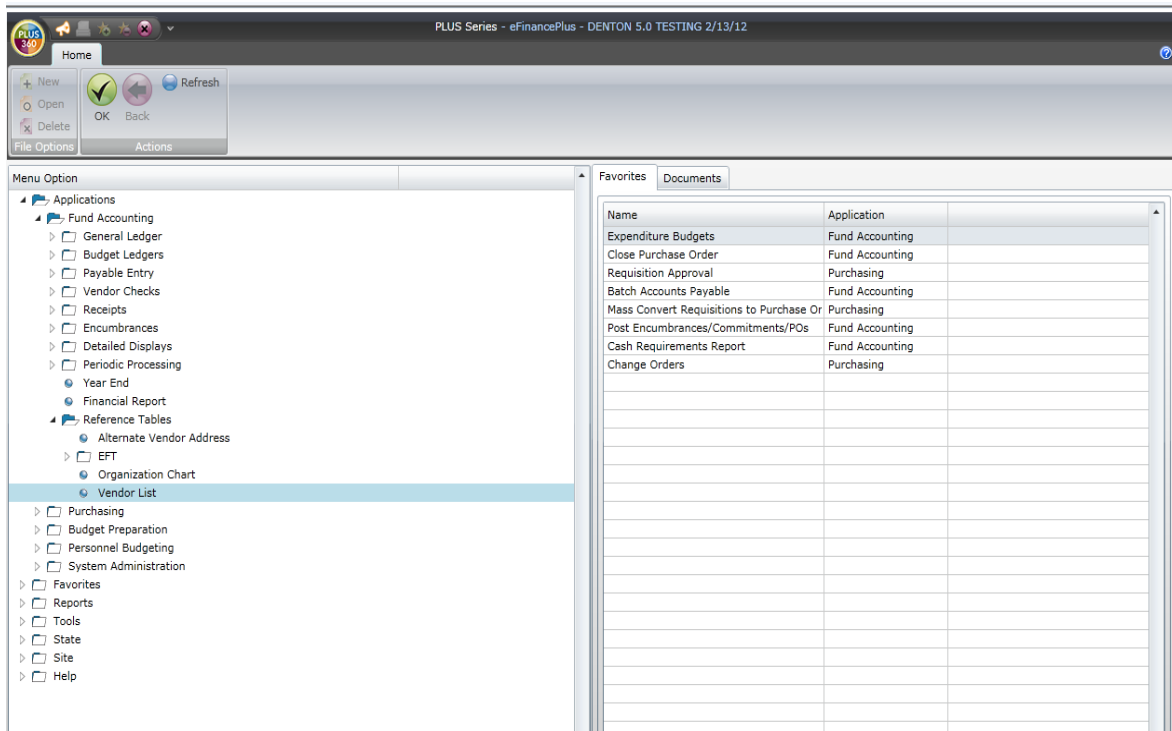 PLUS Series - eFinancePlus - DENTON 5.0 TESTING 2/13/12
PLUS
360
Home
New
Open
Delete
File Options
OK
Back
Refresh
Actions
Menu Option
Applications
Fund Accounting
General Ledger
Budget Ledgers
Payable Entry
Vendor Checks
Receipts
Encumbrances
Detailed Displays
Periodic Processing
Year End
Financial Report
Reference Tables
Alternate Vendor Address
EFT
Organization Chart
Vendor List
Purchasing
Budget Preparation
Personnel Budgeting
System Administration
Favorites
Reports
Tools
State
Site
Help
Favorites Documents
Name Application
Expenditure Budgets Fund Accounting
Close Purchase Order Fund Accounting
Requisition Approval Purchasing
Batch Accounts Payable Fund Accounting
Mass Convert Requisitions to Purchase Or Purchasing
Post Encumbrances/Commitments/POs Fund Accounting
Cash Requirements Report Fund Accounting
Change Orders Purchasing